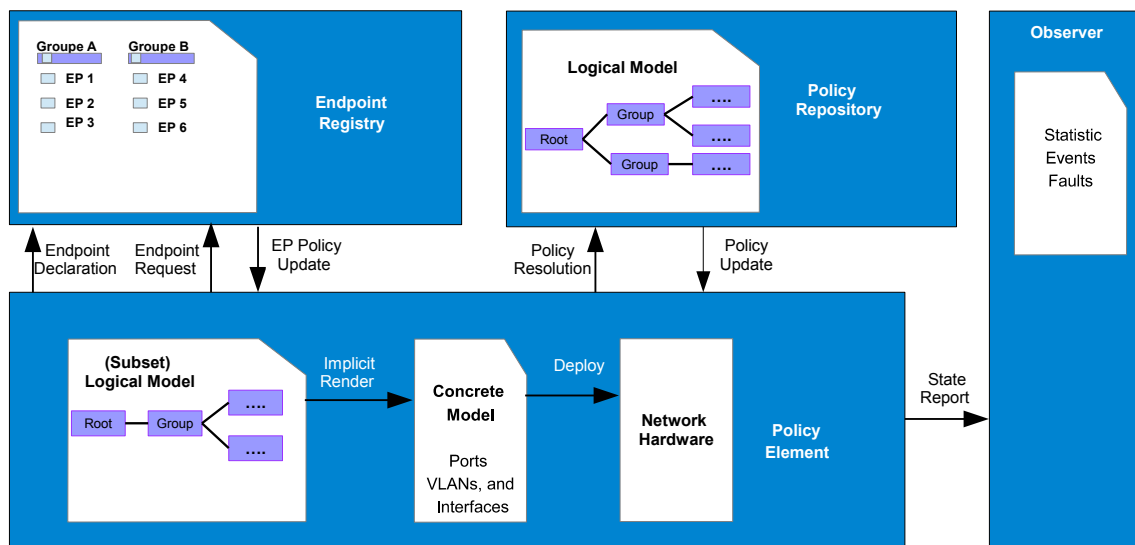 Groupe A
Groupe B
EP 1
EP 4
EP 2
EP 5
EP 3
EP 6
Endpoint
Registry
Logical Model
Root
Group
Group
....
....
....
Policy
Repository
Observer
Statistic
Events
Faults
Endpoint
Declaration
Endpoint
Request
EP Policy
Update
Policy
Resolution
Policy
Update
(Subset)
Logical Model
Root
Group
....
....
Implicit
Render
Concrete
Model
Ports
VLANs, and
Interfaces
Deploy
Network
Hardware
Policy
Element
State
Report